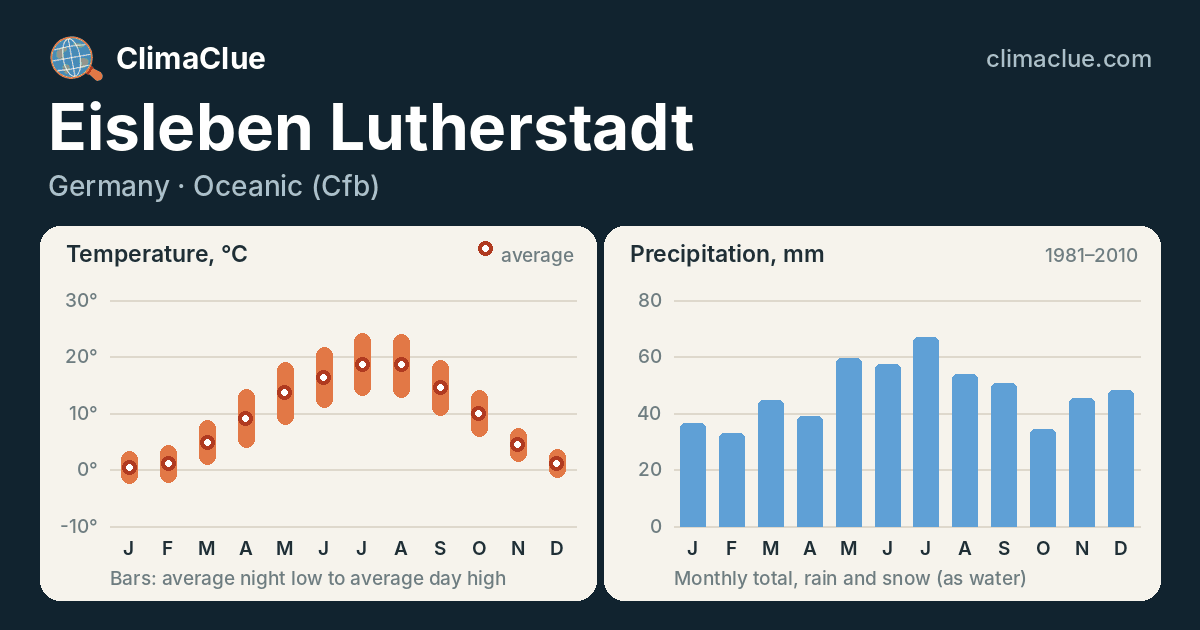 ClimaClue
climaclue.com
Eisleben Lutherstadt
Germany · Oceanic (Cfb)
Temperature, °C
average
30°
20°
10°
0°
-10°
J F M A M J J A S O N D
Bars: average night low to average day high
Precipitation, mm
1981–2010
80
60
40
20
0
J F M A M J J A S O N D
Monthly total, rain and snow (as water)